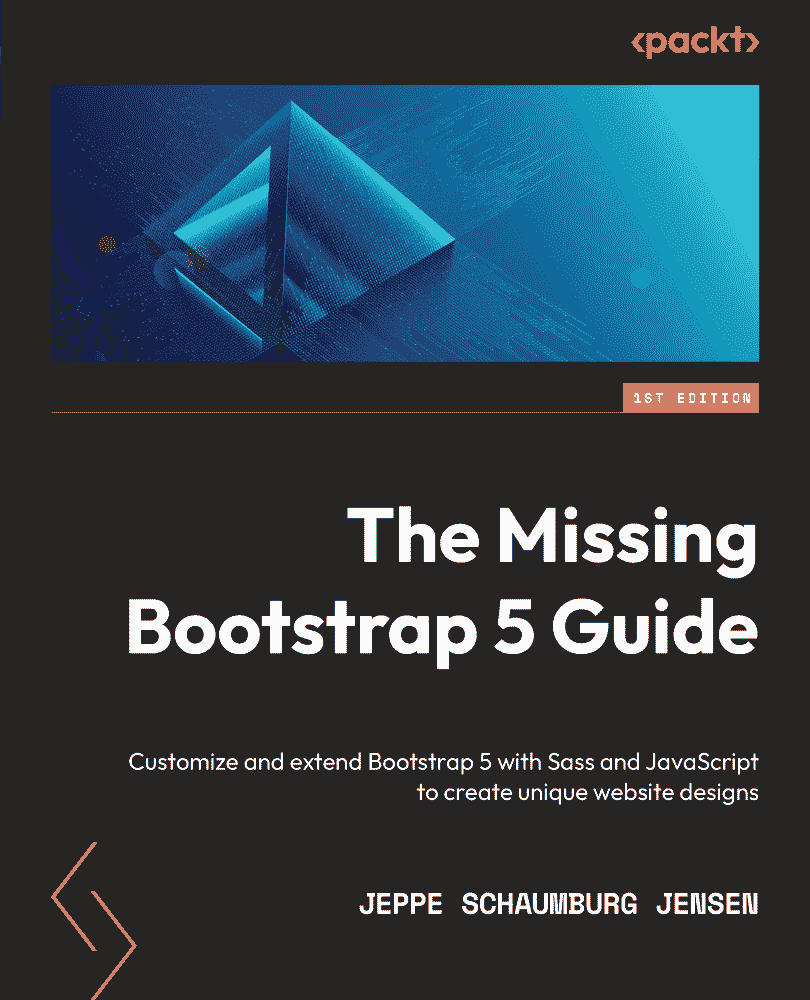 <packt>
1ST EDITION
The Missing
Bootstrap 5 Guide
Customize and extend Bootstrap 5 with Sass and JavaScript
to create unique website designs
JEPPE SCHAUMBURG JENSEN